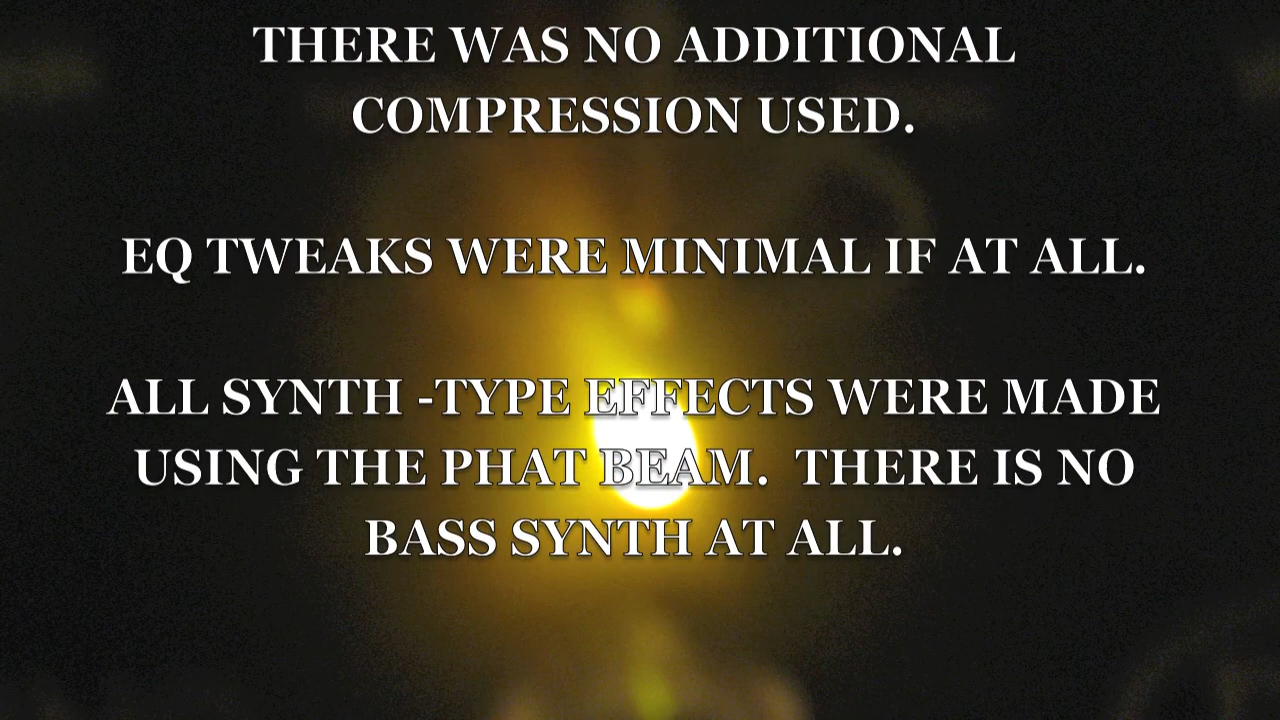 THERE WAS NO ADDITIONAL
COMPRESSION USED.
EQ TWEAKS WERE MINIMAL IF AT ALL.
ALL SYNTH -TYPE EFFECTS WERE MADE
USING THE PHAT BEAM.  THERE IS NO
BASS SYNTH AT ALL.